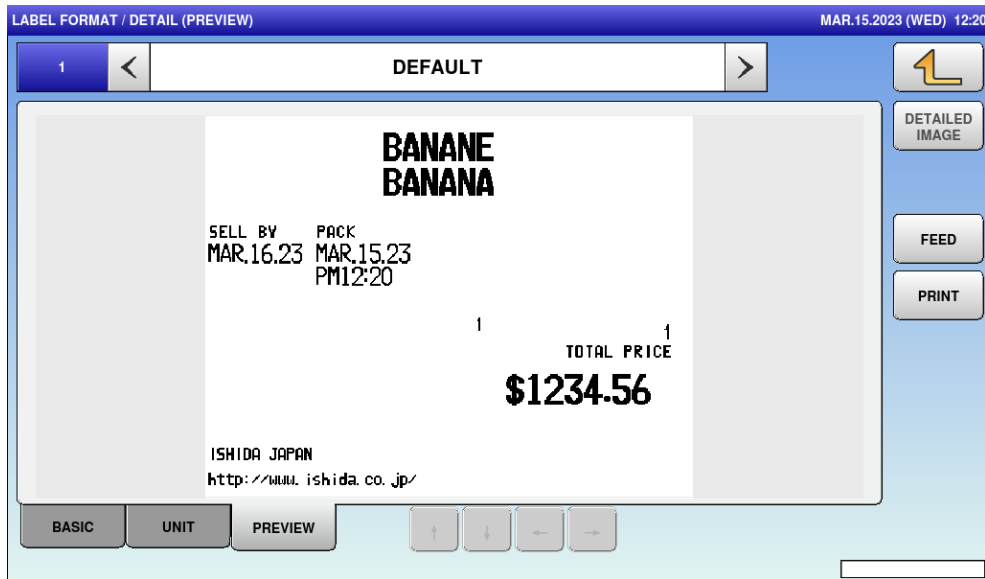 LABEL FORMAT / DETAIL (PREVIEW) MAR.15.2023 (WED) 12:20
1 DEFAULT
DETAILED
IMAGE
BANANE
BANANA
SELL BY PACK
MAR.16.23 MAR.15.23
PM12:20
FEED
PRINT
1 1
TOTAL PRICE
$1234.56
ISHIDA JAPAN
http://www.ishida.co.jp/
BASIC UNIT PREVIEW